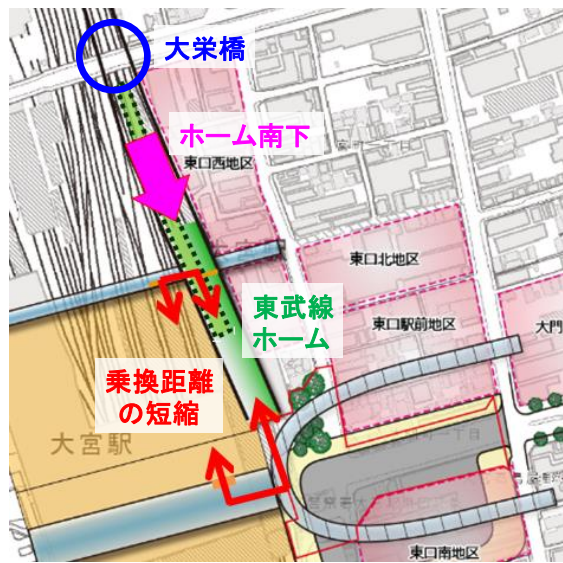 大栄橋
ホーム南下
東口西地区
東口北地区
東武線
ホーム
東口駅前地区
大門
乗換距離
の短縮
大宮駅
東口南地区